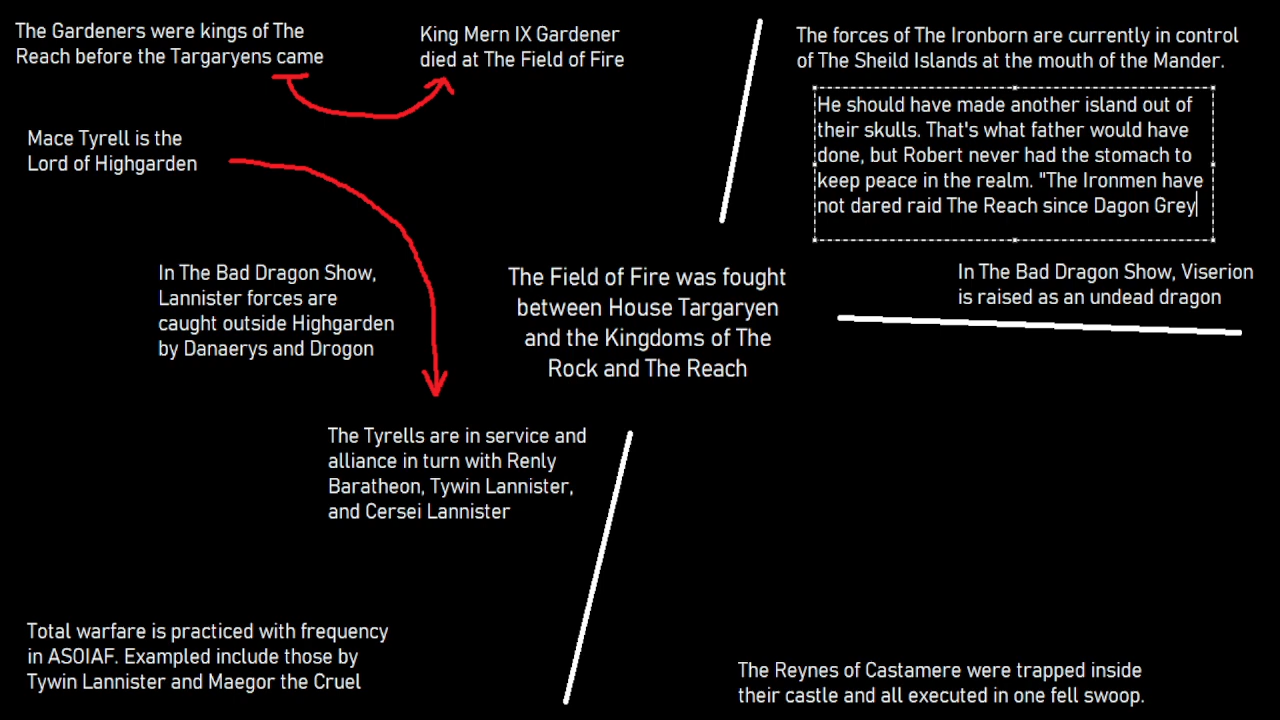 The Gardeners were kings of The
Reach before the Targaryens came
King Mern IX Gardener
died at The Field of Fire
The forces of The Ironborn are currently in control
of The Sheild Islands at the mouth of the Mander.
He should have made another island out of
their skulls. That's what father would have
done, but Robert never had the stomach to
keep peace in the realm. "The Ironmen have
not dared raid The Reach since Dagon Grey
Mace Tyrell is the
Lord of Highgarden
In The Bad Dragon Show,
Lannister forces are
caught outside Highgarden
by Danaerys and Drogon
The Field of Fire was fought
between House Targaryen
and the Kingdoms of The
Rock and The Reach
In The Bad Dragon Show, Viserion
is raised as an undead dragon
The Tyrells are in service and
alliance in turn with Renly
Baratheon, Tywin Lannister,
and Cersei Lannister
Total warfare is practiced with frequency
in ASOIAF. Exampled include those by
Tywin Lannister and Maegor the Cruel
The Reynes of Castamere were trapped inside
their castle and all executed in one fell swoop.